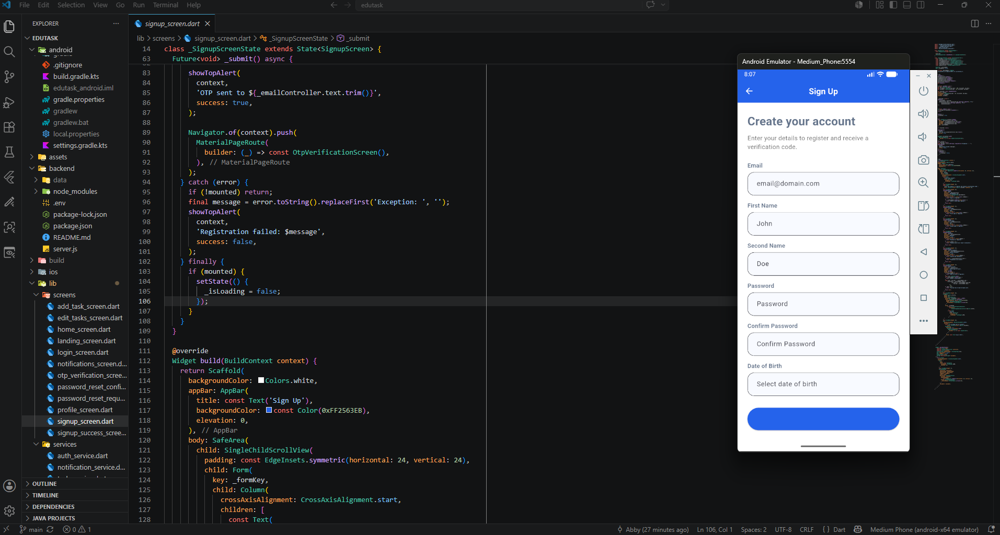 File Edit Selection View Go Run Terminal Help
edutask
EXPLORER
EDUTASK
android
.gitignore
build.gradle.kts
edutask_android.iml
gradle.properties
gradlew
gradlew.bat
local.properties
settings.gradle.kts
assets
backend
data
node_modules
.env
package-lock.json
package.json
README.md
server.js
build
ios
lib
screens
add_task_screen.dart
edit_tasks_screen.dart
home_screen.dart
landing_screen.dart
login_screen.dart
notifications_screen.d...
otp_verification_scree...
password_reset_confi...
password_reset_requ...
profile_screen.dart
signup_screen.dart
signup_success_scree...
services
auth_service.dart
notification_service.d...
OUTLINE
TIMELINE
DEPENDENCIES
JAVA PROJECTS
signup_screen.dart
lib > screens > signup_screen.dart > _SignupScreenState > _submit
14 class _SignupScreenState extends State<SignupScreen> {
63 Future<void> _submit() async {
83 showTopAlert(
84 context,
85 'OTP sent to ${_emailController.text.trim()}',
86 success: true,
87 );
88
89 Navigator.of(context).push(
90 MaterialPageRoute(
91 builder: (_) => const OtpVerificationScreen(),
92 ), // MaterialPageRoute
93 );
94 } catch (error) {
95 if (!mounted) return;
96 final message = error.toString().replaceFirst('Exception: ', '');
97 showTopAlert(
98 context,
99 'Registration failed: $message',
100 success: false,
101 );
102 } finally {
103 if (mounted) {
104 setState(() {
105 _isLoading = false;
106 });
107 }
108 }
109 }
110
111 @override
112 Widget build(BuildContext context) {
113 return Scaffold(
114 backgroundColor: Colors.white,
115 appBar: AppBar(
116 title: const Text('Sign Up'),
117 backgroundColor: const Color(0xFF2563EB),
118 elevation: 0,
119 ), // AppBar
120 body: SafeArea(
121 child: SingleChildScrollView(
122 padding: const EdgeInsets.symmetric(horizontal: 24, vertical: 24),
123 child: Form(
124 key: _formKey,
125 child: Column(
126 crossAxisAlignment: CrossAxisAlignment.start,
127 children: [
128 const Text(
Android Emulator - Medium_Phone:5554
8:07
Sign Up
Create your account
Enter your details to register and receive a
verification code.
Email
email@domain.com
First Name
John
Second Name
Doe
Password
Password
Confirm Password
Confirm Password
Date of Birth
Select date of birth
main 0 1 Abby (27 minutes ago) Ln 106, Col 1 Spaces: 2 UTF-8 CRLF { } Dart Medium Phone (android-x64 emulator)